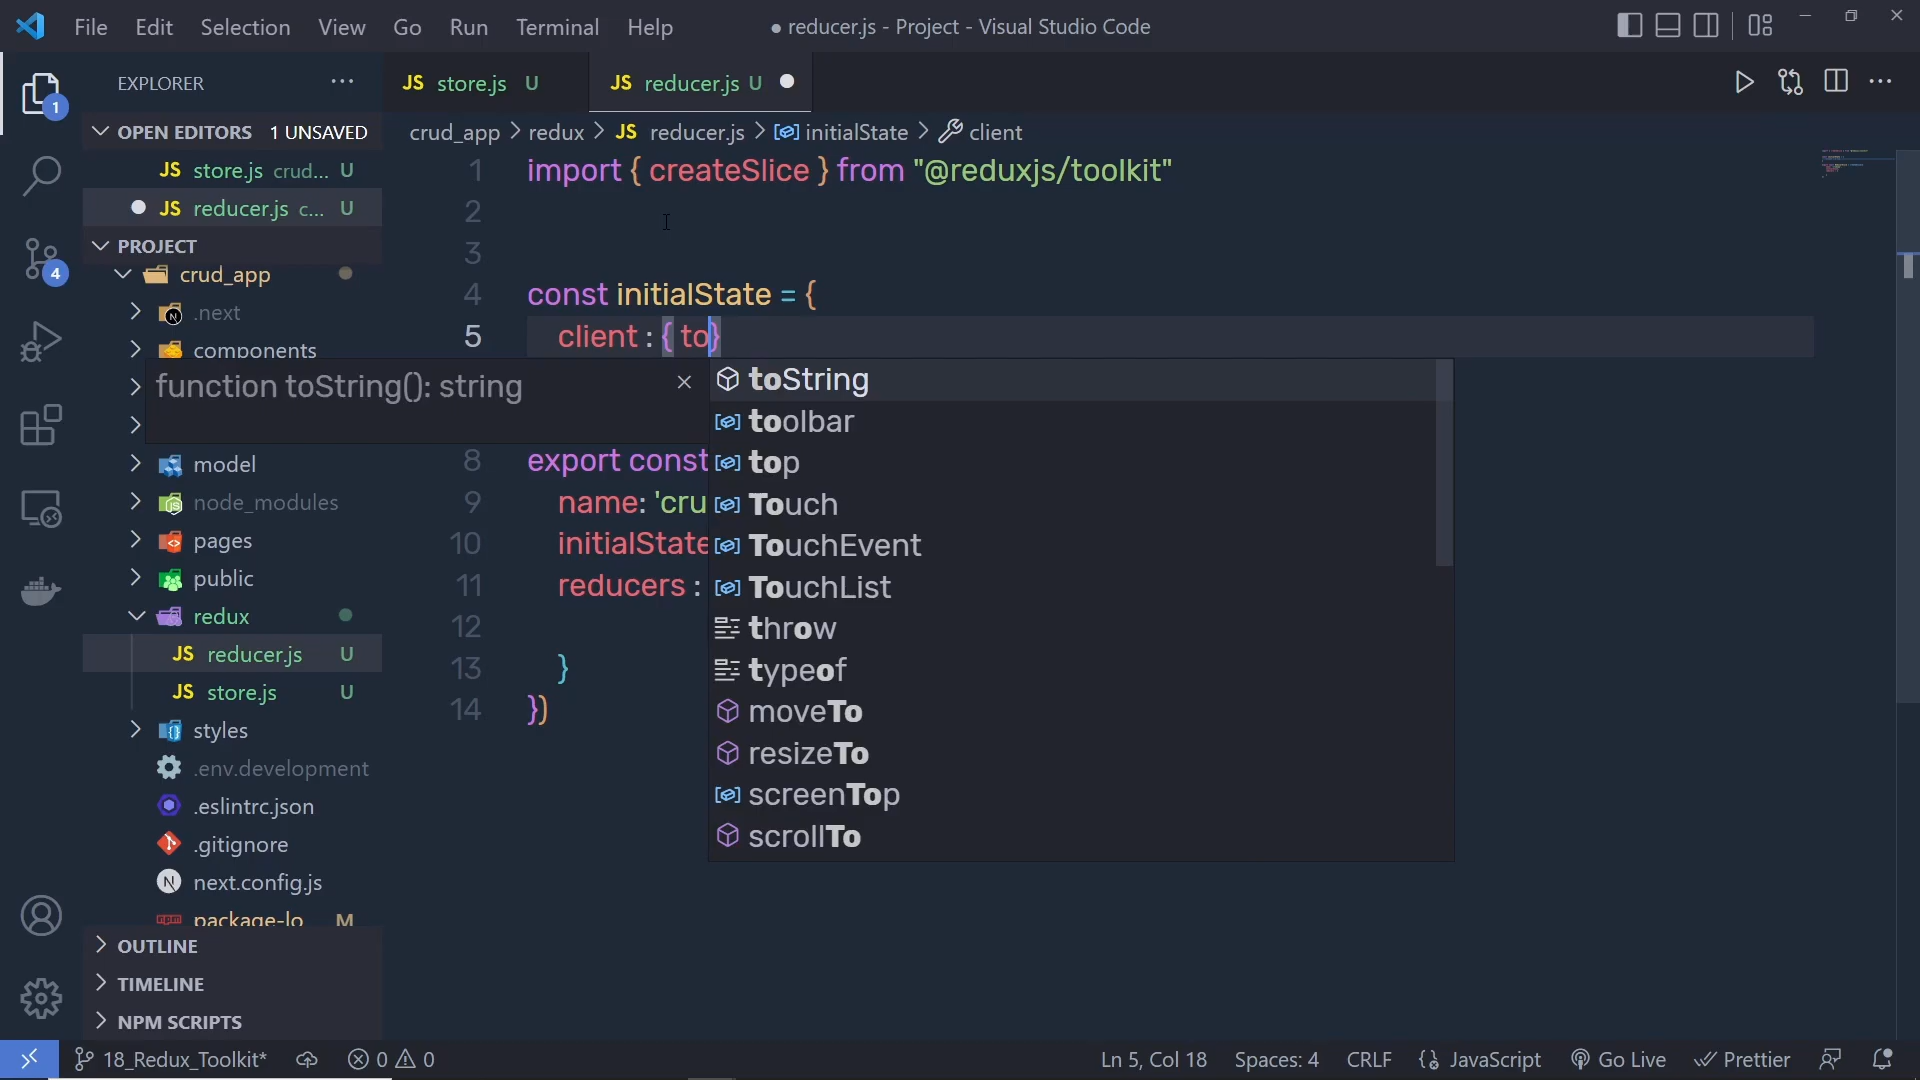 File Edit Selection View Go Run Terminal Help ● reducer.js - Project - Visual Studio Code
EXPLORER ···
JS store.js U
JS reducer.js U
OPEN EDITORS 1 UNSAVED
JS store.js crud... U
JS reducer.js c... U
PROJECT
crud_app
.next
components
model
node_modules
pages
public
redux
JS reducer.js U
JS store.js U
styles
.env.development
.eslintrc.json
.gitignore
N next.config.js
package-lo M
OUTLINE
TIMELINE
NPM SCRIPTS
1
4
crud_app > redux > JS reducer.js > initialState > client
1 import { createSlice } from "@reduxjs/toolkit"
2
3
4 const initialState = {
5 client : { to}
function toString(): string
toString
toolbar
top
Touch
TouchEvent
TouchList
throw
typeof
moveTo
resizeTo
screenTop
scrollTo
8 export const
9 name: 'cru
10 initialState
11 reducers :
12
13 }
14 })
18_Redux_Toolkit* 0 0 Ln 5, Col 18 Spaces: 4 CRLF {} JavaScript Go Live Prettier